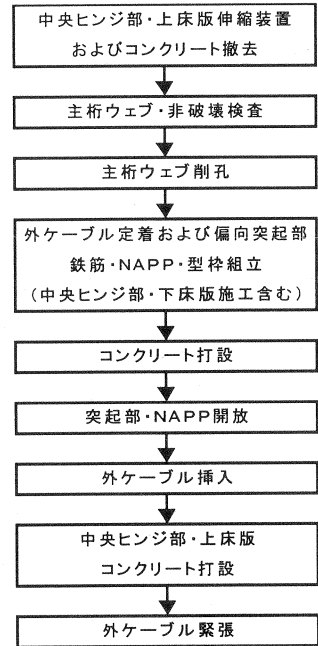 中央ヒンジ部・上床版伸縮装置
およびコンクリート撤去
主桁ウェブ・非破壊検査
主桁ウェブ削孔
外ケーブル定着および偏向突起部
鉄筋・NAPP・型枠組立
（中央ヒンジ部・下床版施工含む）
コンクリート打設
突起部・NAPP開放
外ケーブル挿入
中央ヒンジ部・上床版
コンクリート打設
外ケーブル緊張